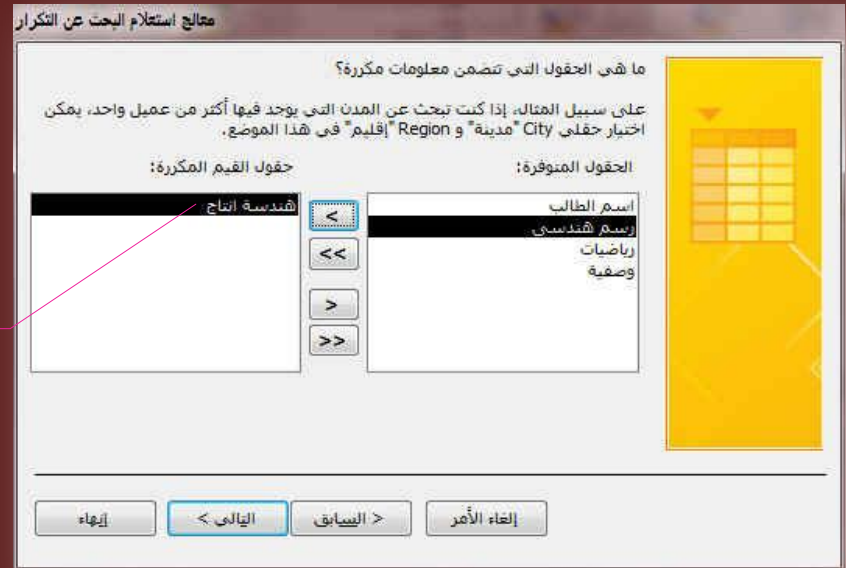 معالج استعلام البحث عن التكرار
ما هي الحقول التي تتضمن معلومات مكررة؟
على سبيل المثال، إذا كنت تبحث عن المدن التي يوجد فيها أكثر من عميل واحد، يمكن
اختيار حقلي City "مدينة" و Region "إقليم" في هذا الموضع.
الحقول المتوفرة:
حقول القيم المكررة:
اسم الطالب
رسم هندسي
رياضيات
وصفية
<
<<
>
>>
هندسة انتاج
إلغاء الأمر
< السابق
التالي >
إنهاء